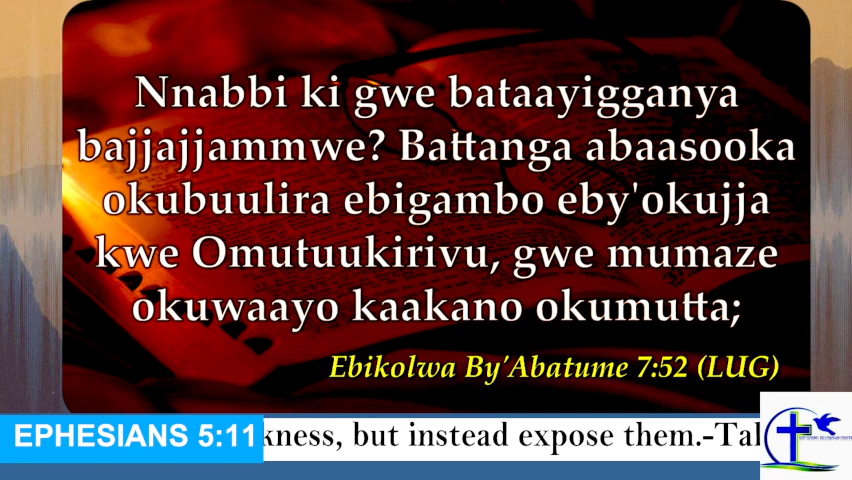 Nnabbi ki gwe bataayigganya
bajjajjammwe? Battanga abaasooka
okubuulira ebigambo eby'okujja
kwe Omutuukirivu, gwe mumaze
okuwaayo kaakano okumutta;
Ebikolwa By'Abatume 7:52 (LUG)
EPHESIANS 5:11 kness, but instead expose them.-Tal